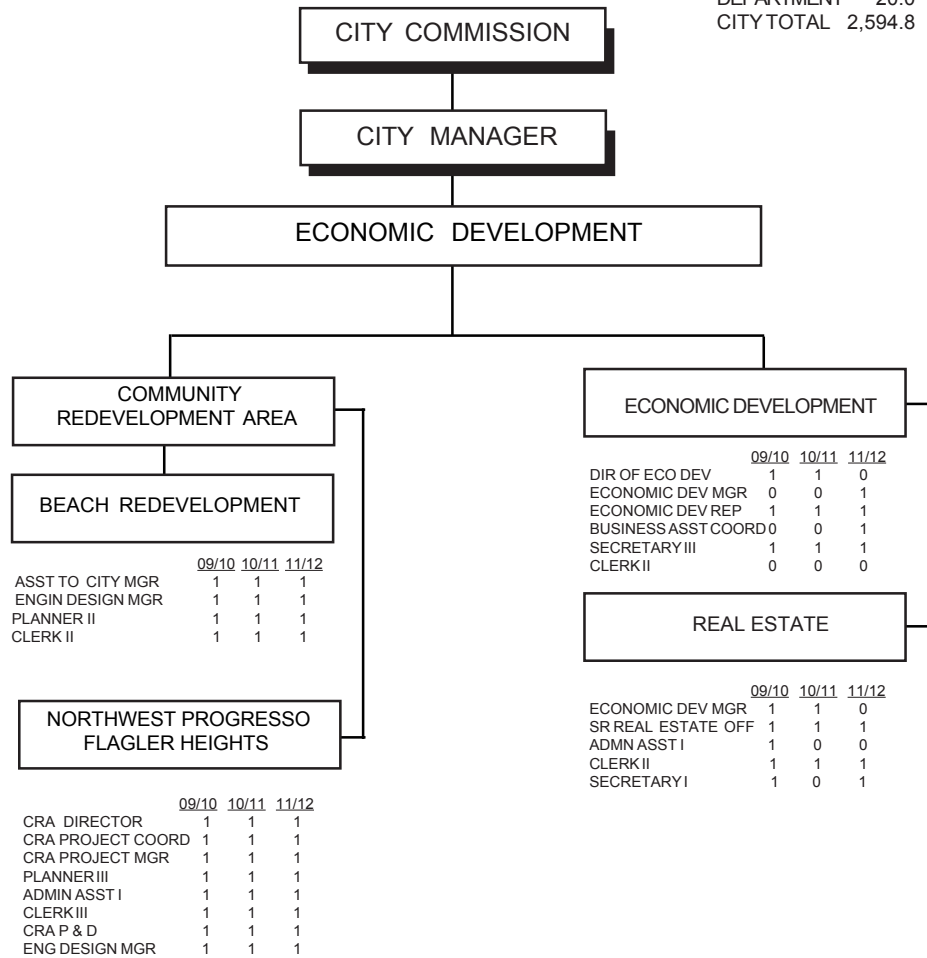 DEPARTMENT 20.0
CITY TOTAL 2,594.8
CITY COMMISSION
CITY MANAGER
ECONOMIC DEVELOPMENT
COMMUNITY
REDEVELOPMENT AREA
BEACH REDEVELOPMENT
09/10 10/11 11/12
ASST TO CITY MGR 1 1 1
ENGIN DESIGN MGR 1 1 1
PLANNER II 1 1 1
CLERK II 1 1 1
NORTHWEST PROGRESSO
FLAGLER HEIGHTS
09/10 10/11 11/12
CRA DIRECTOR 1 1 1
CRA PROJECT COORD 1 1 1
CRA PROJECT MGR 1 1 1
PLANNER III 1 1 1
ADMIN ASST I 1 1 1
CLERK III 1 1 1
CRA P & D 1 1 1
ENG DESIGN MGR 1 1 1
ECONOMIC DEVELOPMENT
09/10 10/11 11/12
DIR OF ECO DEV 1 1 0
ECONOMIC DEV MGR 0 0 1
ECONOMIC DEV REP 1 1 1
BUSINESS ASST COORD 0 0 1
SECRETARY III 1 1 1
CLERK II 0 0 0
REAL ESTATE
09/10 10/11 11/12
ECONOMIC DEV MGR 1 1 0
SR REAL ESTATE OFF 1 1 1
ADMN ASST I 1 0 0
CLERK II 1 1 1
SECRETARY I 1 0 1